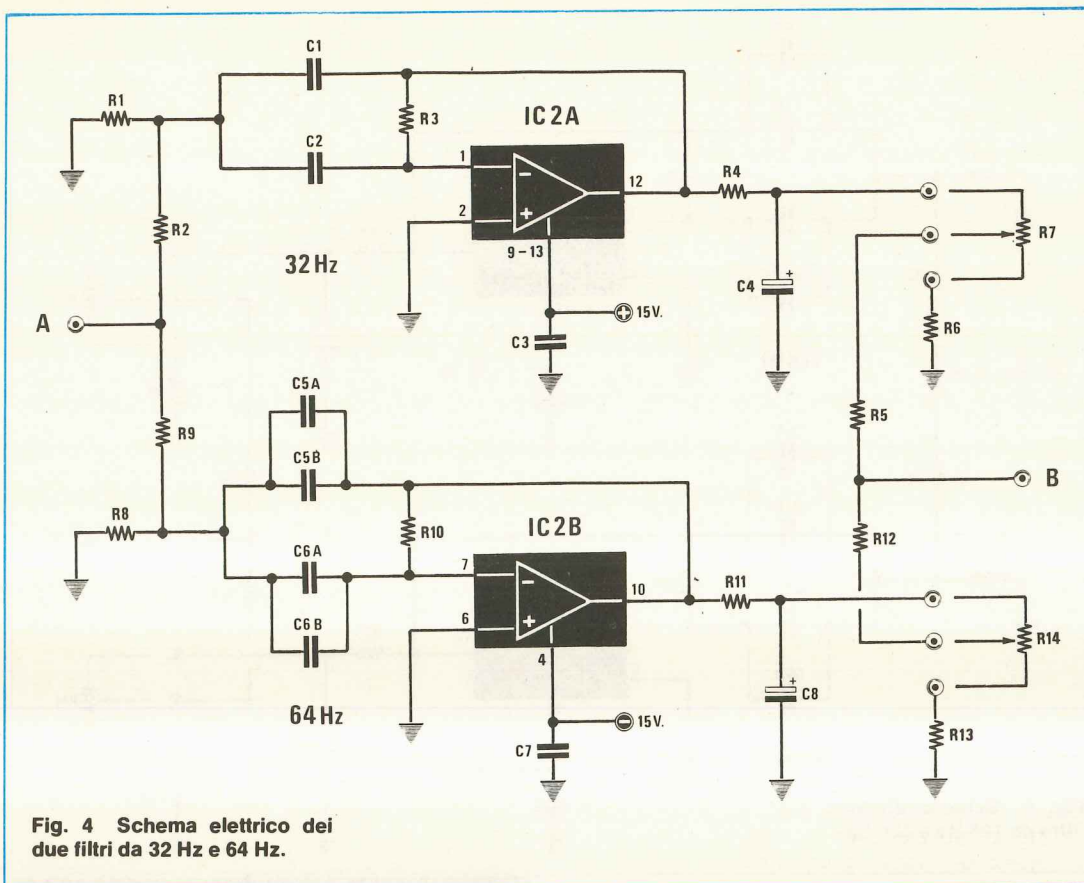 C1
R1
R3
IC2A
C2
1
R4
12
2
R2
R7
9-13
32 Hz
C4
+
15V.
A
C3
R6
C5A
R9
R5
C5B
B
IC2B
R8
R10
R12
C6A
7
10
R11
C6B
6
R14
4
+
C8
64 Hz
15V.
R13
C7
Fig. 4 Schema elettrico dei
due filtri da 32 Hz e 64 Hz.